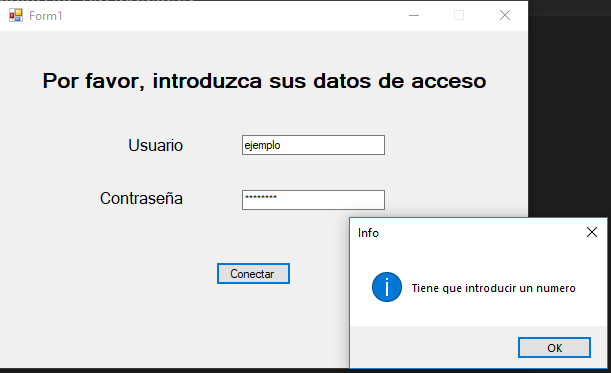 Form1
Por favor, introduzca sus datos de acceso
Usuario
ejemplo
Contraseña
********
Conectar
Info
Tiene que introducir un numero
OK